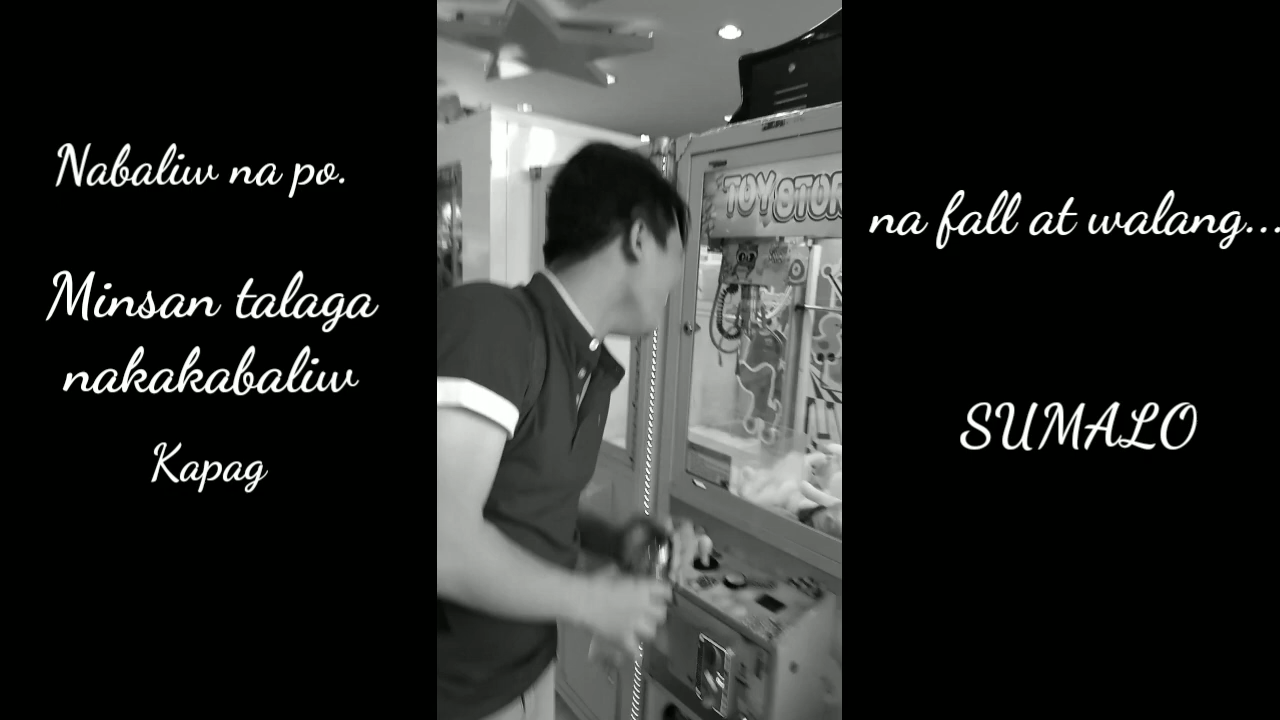 Nabaliw na po.
Minsan talaga
nakakabaliw
Kapag
TOY STOR
na fall at walang...
SUMALO